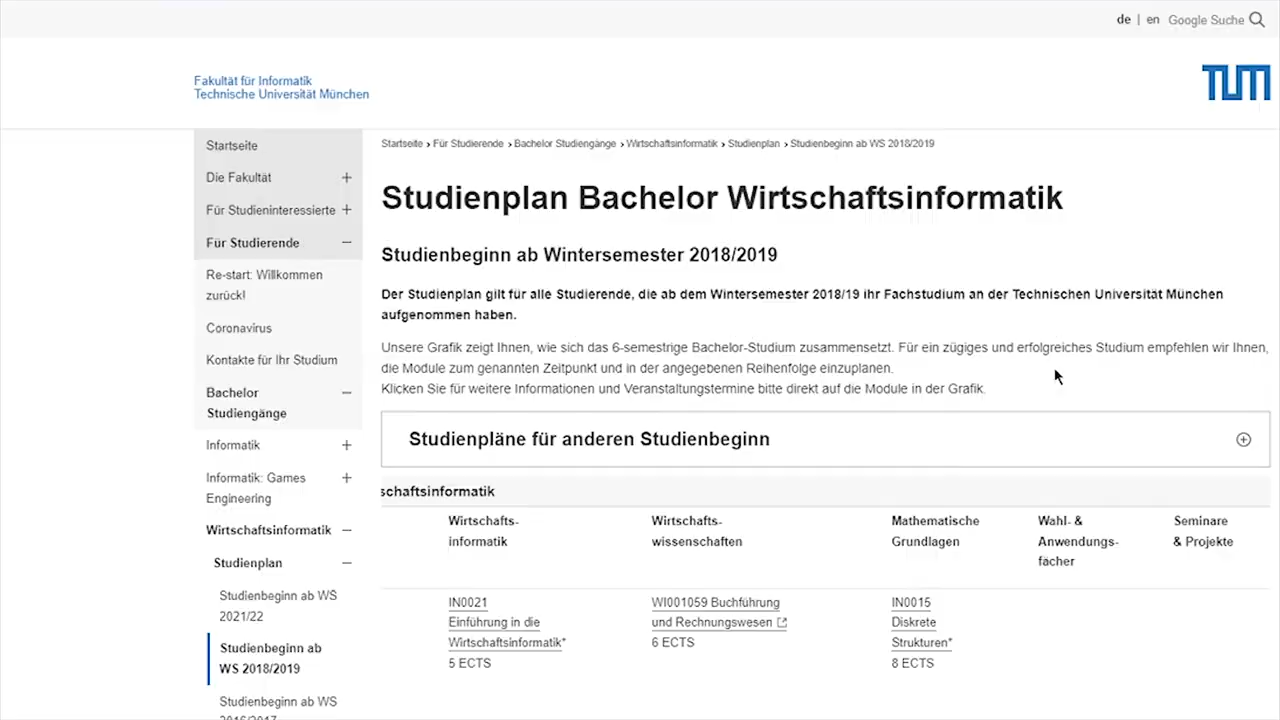 de | en Google Suche
Fakultät für Informatik
Technische Universität München
TUM
Startseite
Die Fakultät +
Für Studieninteressierte +
Für Studierende −
Re-start: Willkommen
zurück!
Coronavirus
Kontakte für Ihr Studium
Bachelor −
Studiengänge
Informatik +
Informatik: Games +
Engineering
Wirtschaftsinformatik −
Studienplan −
Studienbeginn ab WS
2021/22
Studienbeginn ab
WS 2018/2019
Studienbeginn ab WS
2016/2017
Startseite › Für Studierende › Bachelor Studiengänge › Wirtschaftsinformatik › Studienplan › Studienbeginn ab WS 2018/2019
Studienplan Bachelor Wirtschaftsinformatik
Studienbeginn ab Wintersemester 2018/2019
Der Studienplan gilt für alle Studierende, die ab dem Wintersemester 2018/19 ihr Fachstudium an der Technischen Universität München
aufgenommen haben.
Unsere Grafik zeigt Ihnen, wie sich das 6-semestrige Bachelor-Studium zusammensetzt. Für ein zügiges und erfolgreiches Studium empfehlen wir Ihnen,
die Module zum genannten Zeitpunkt und in der angegebenen Reihenfolge einzuplanen.
Klicken Sie für weitere Informationen und Veranstaltungstermine bitte direkt auf die Module in der Grafik.
Studienpläne für anderen Studienbeginn
schaftsinformatik
Wirtschafts-
informatik
Wirtschafts-
wissenschaften
Mathematische
Grundlagen
Wahl- &
Anwendungs-
fächer
Seminare
& Projekte
IN0021
Einführung in die
Wirtschaftsinformatik*
5 ECTS
WI001059 Buchführung
und Rechnungswesen
6 ECTS
IN0015
Diskrete
Strukturen*
8 ECTS